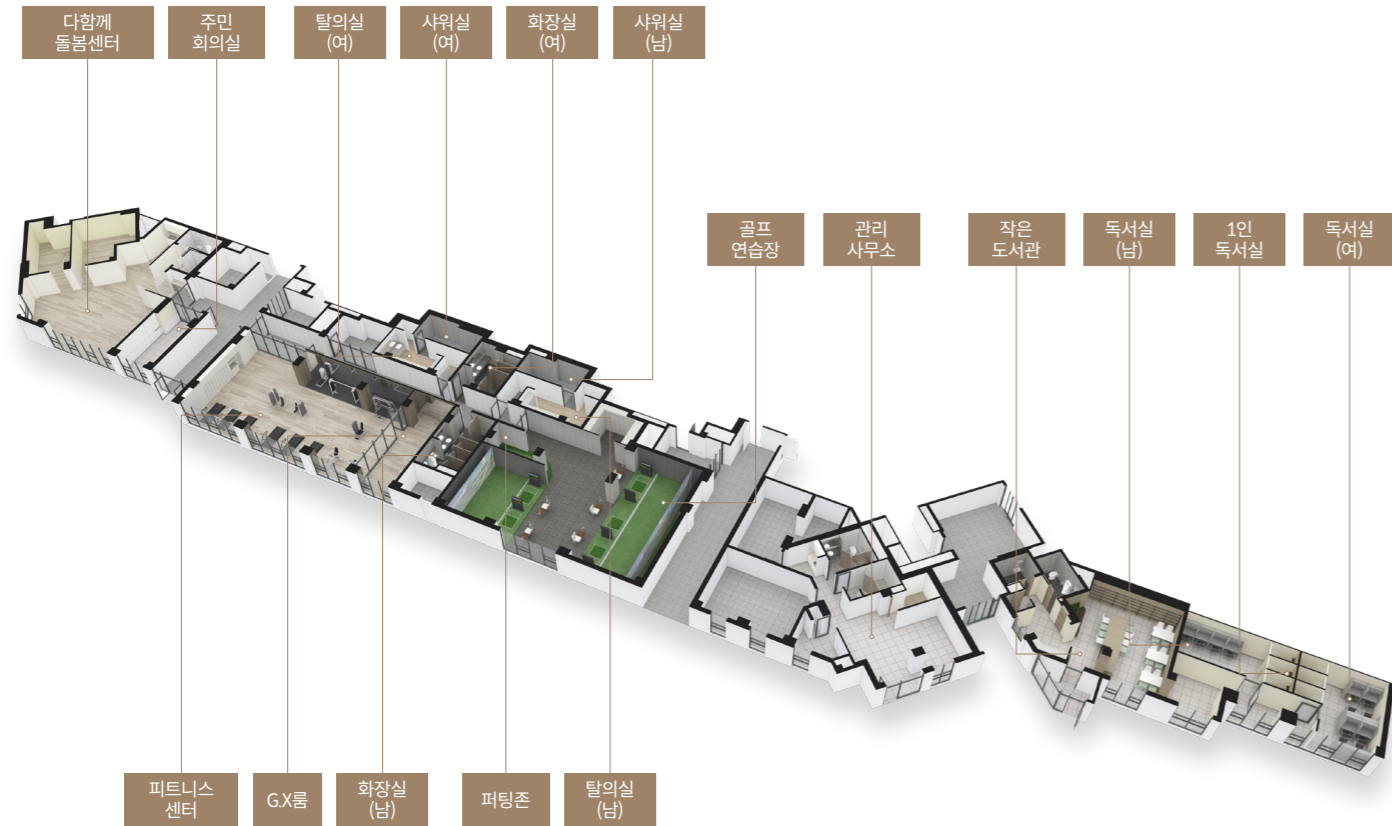 다함께
돌봄센터
주민
회의실
탈의실
(여)
샤워실
(여)
화장실
(여)
샤워실
(남)
골프
연습장
관리
사무소
작은
도서관
독서실
(남)
1인
독서실
독서실
(여)
피트니스
센터
G.X룸
화장실
(남)
퍼팅존
탈의실
(남)